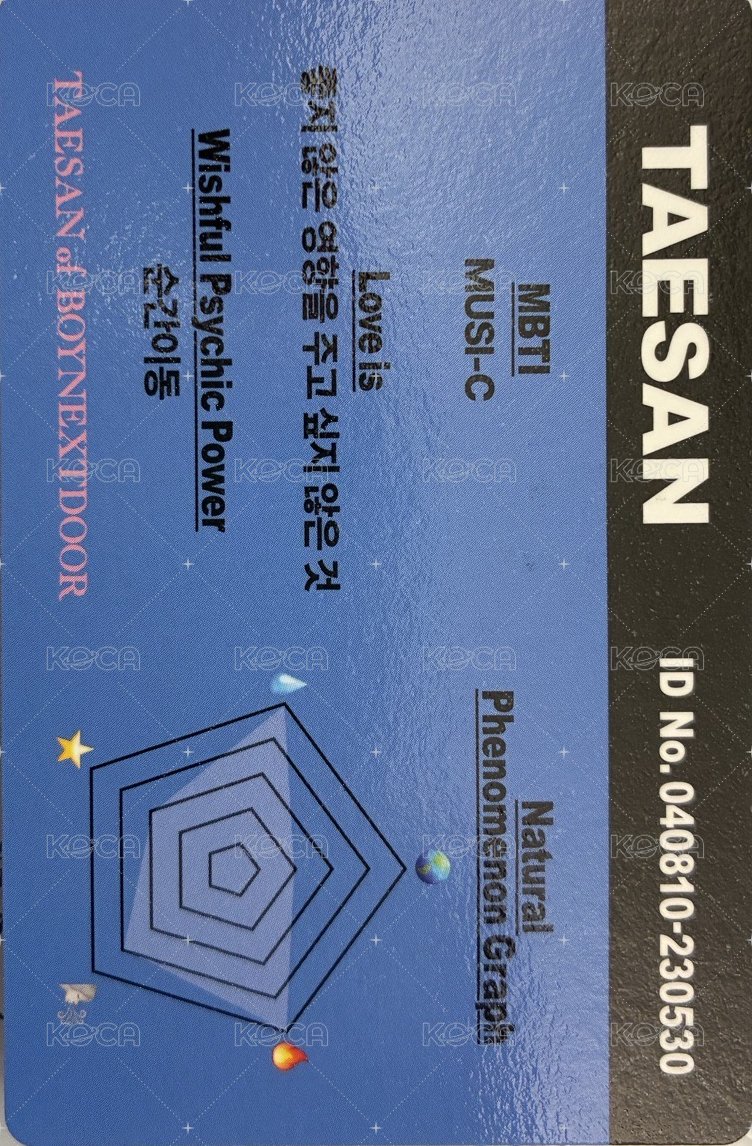 TAESAN
ID No. 040810-230530
MBTI
MUSI-C
Love is
좋지 않은 영향을 주고 싶지 않은 것
Wishful Psychic Power
순간이동
Natural
Phenomenon Graph
TAESAN of BOYNEXTDOOR
KOCA